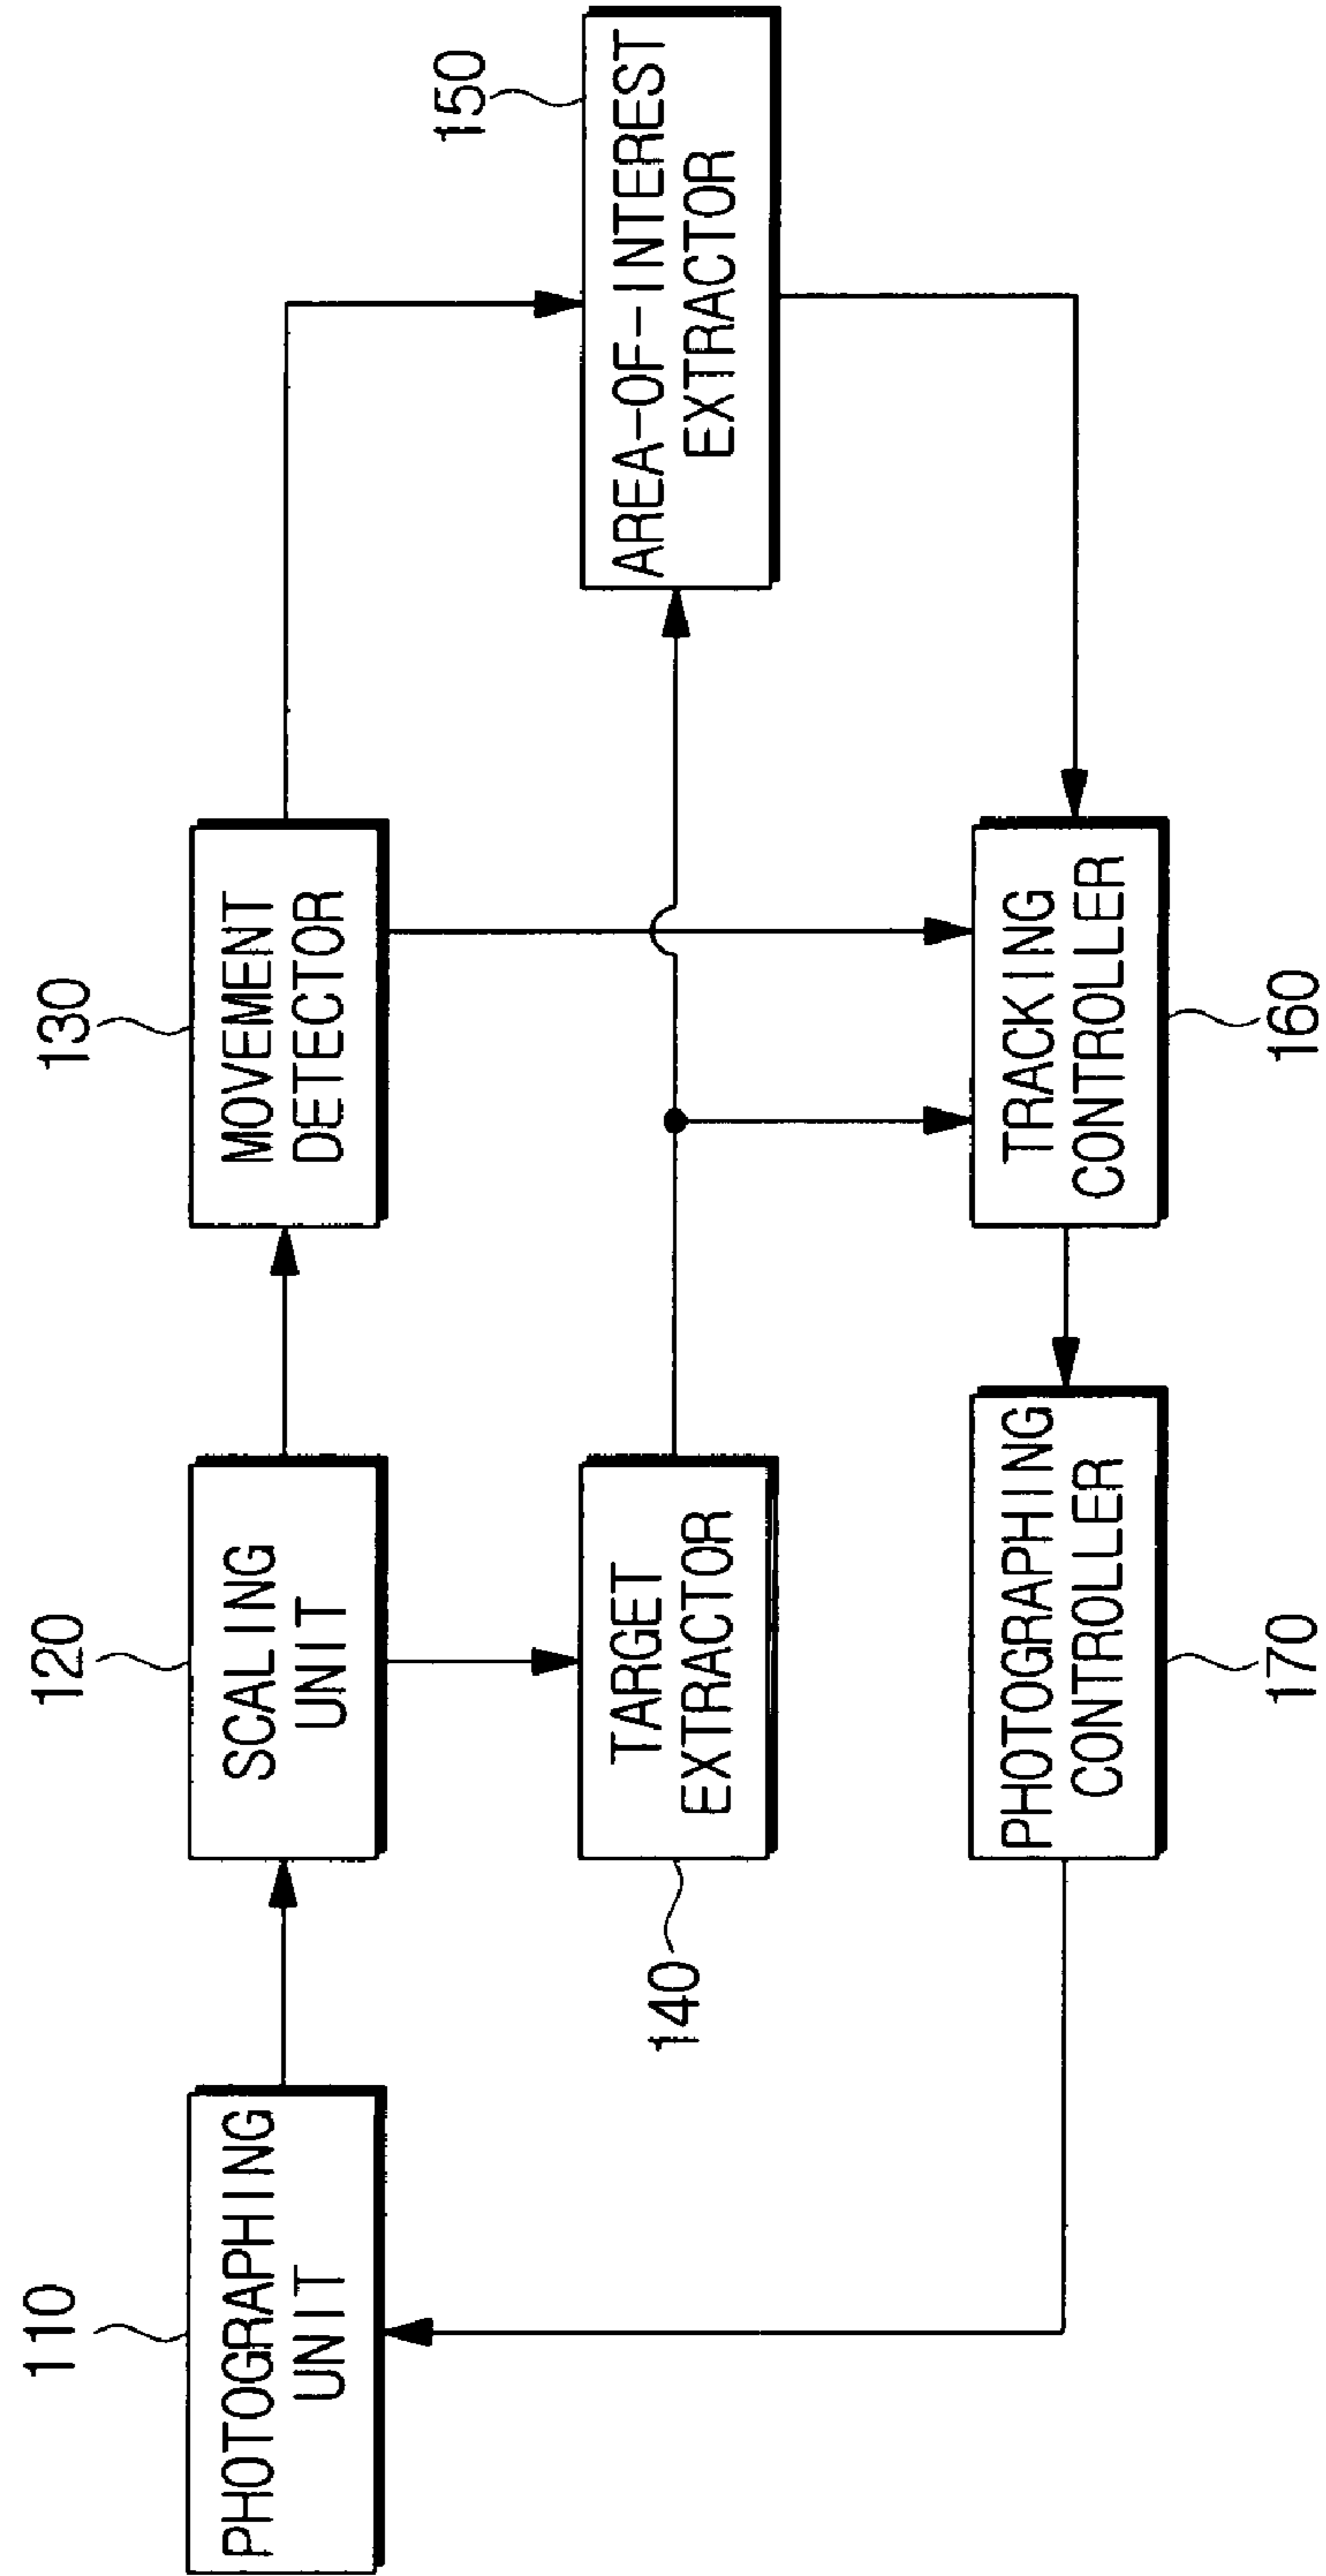 110
PHOTOGRAPHING
UNIT
120
SCALING
UNIT
130
MOVEMENT
DETECTOR
140
TARGET
EXTRACTOR
150
AREA-OF-INTEREST
EXTRACTOR
PHOTOGRAPHING
CONTROLLER
170
TRACKING
CONTROLLER
160